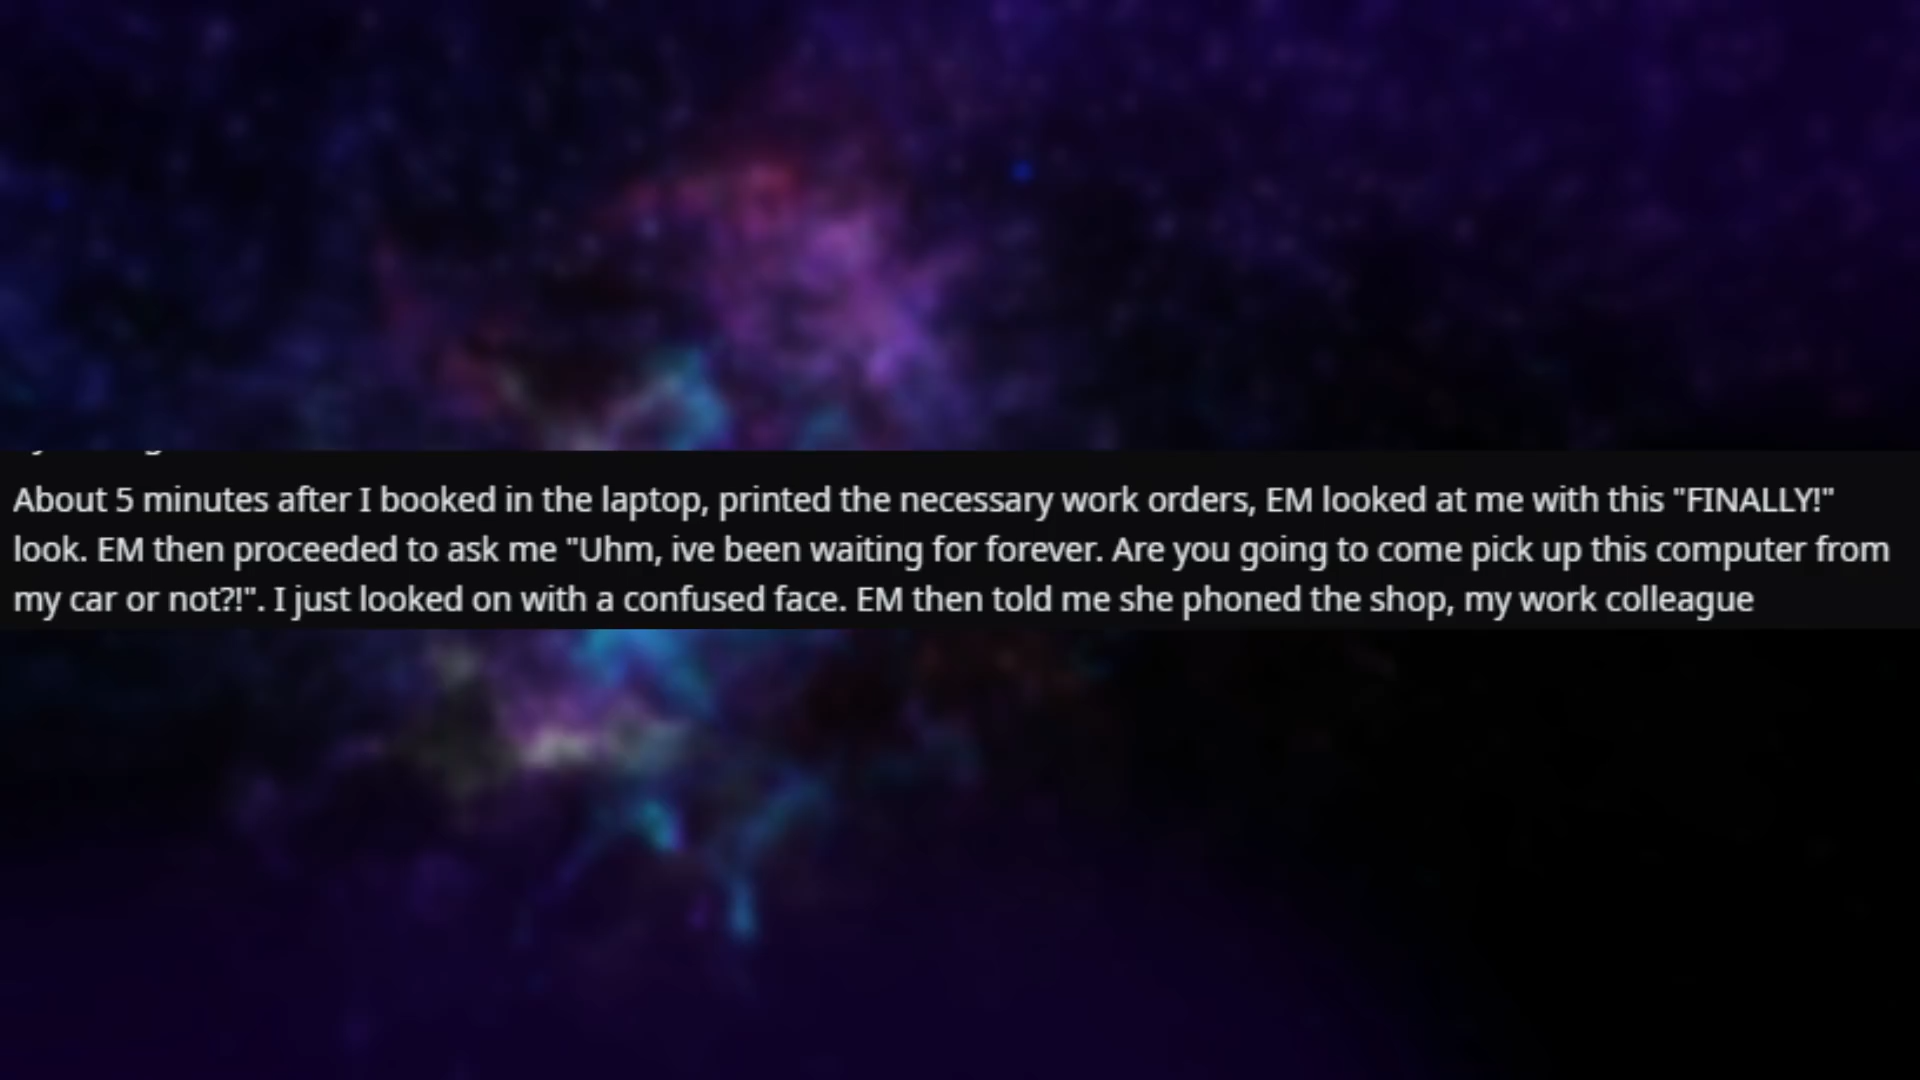 About 5 minutes after I booked in the laptop, printed the necessary work orders, EM looked at me with this "FINALLY!"
look. EM then proceeded to ask me "Uhm, ive been waiting for forever. Are you going to come pick up this computer from
my car or not?!". I just looked on with a confused face. EM then told me she phoned the shop, my work colleague